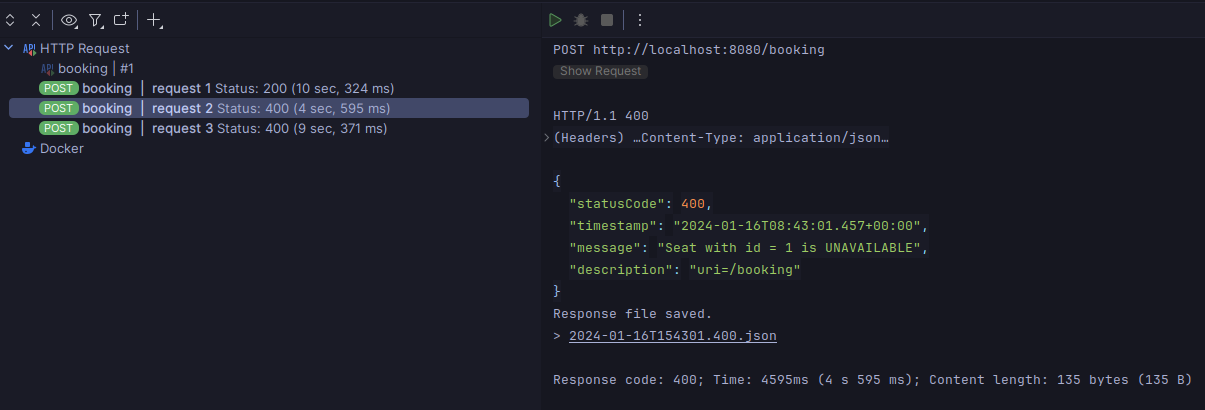 HTTP Request
booking | #1
POST booking | request 1 Status: 200 (10 sec, 324 ms)
POST booking | request 2 Status: 400 (4 sec, 595 ms)
POST booking | request 3 Status: 400 (9 sec, 371 ms)
Docker
POST http://localhost:8080/booking
Show Request
HTTP/1.1 400
(Headers) …Content-Type: application/json…
{
"statusCode": 400,
"timestamp": "2024-01-16T08:43:01.457+00:00",
"message": "Seat with id = 1 is UNAVAILABLE",
"description": "uri=/booking"
}
Response file saved.
> 2024-01-16T154301.400.json
Response code: 400; Time: 4595ms (4 s 595 ms); Content length: 135 bytes (135 B)